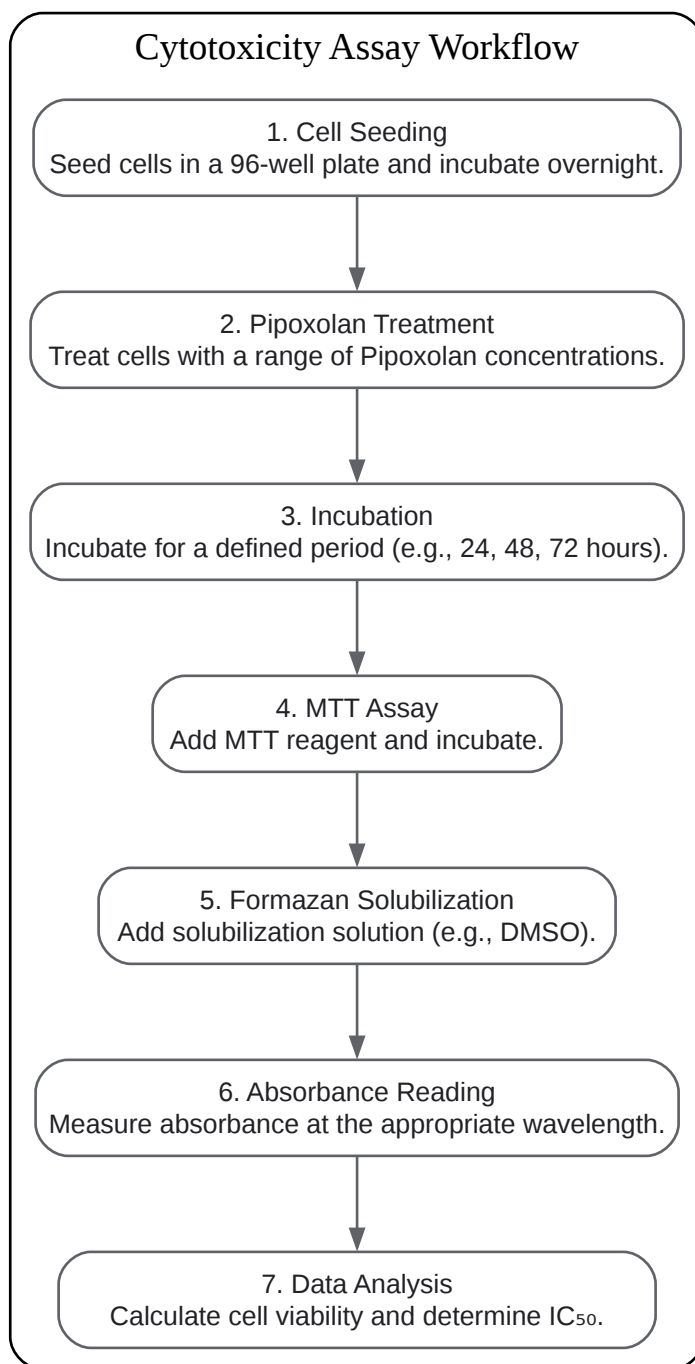 Cytotoxicity Assay Workflow
1. Cell Seeding
Seed cells in a 96-well plate and incubate overnight.
2. Pipoxolan Treatment
Treat cells with a range of Pipoxolan concentrations.
3. Incubation
Incubate for a defined period (e.g., 24, 48, 72 hours).
4. MTT Assay
Add MTT reagent and incubate.
5. Formazan Solubilization
Add solubilization solution (e.g., DMSO).
6. Absorbance Reading
Measure absorbance at the appropriate wavelength.
7. Data Analysis
Calculate cell viability and determine IC₅₀.